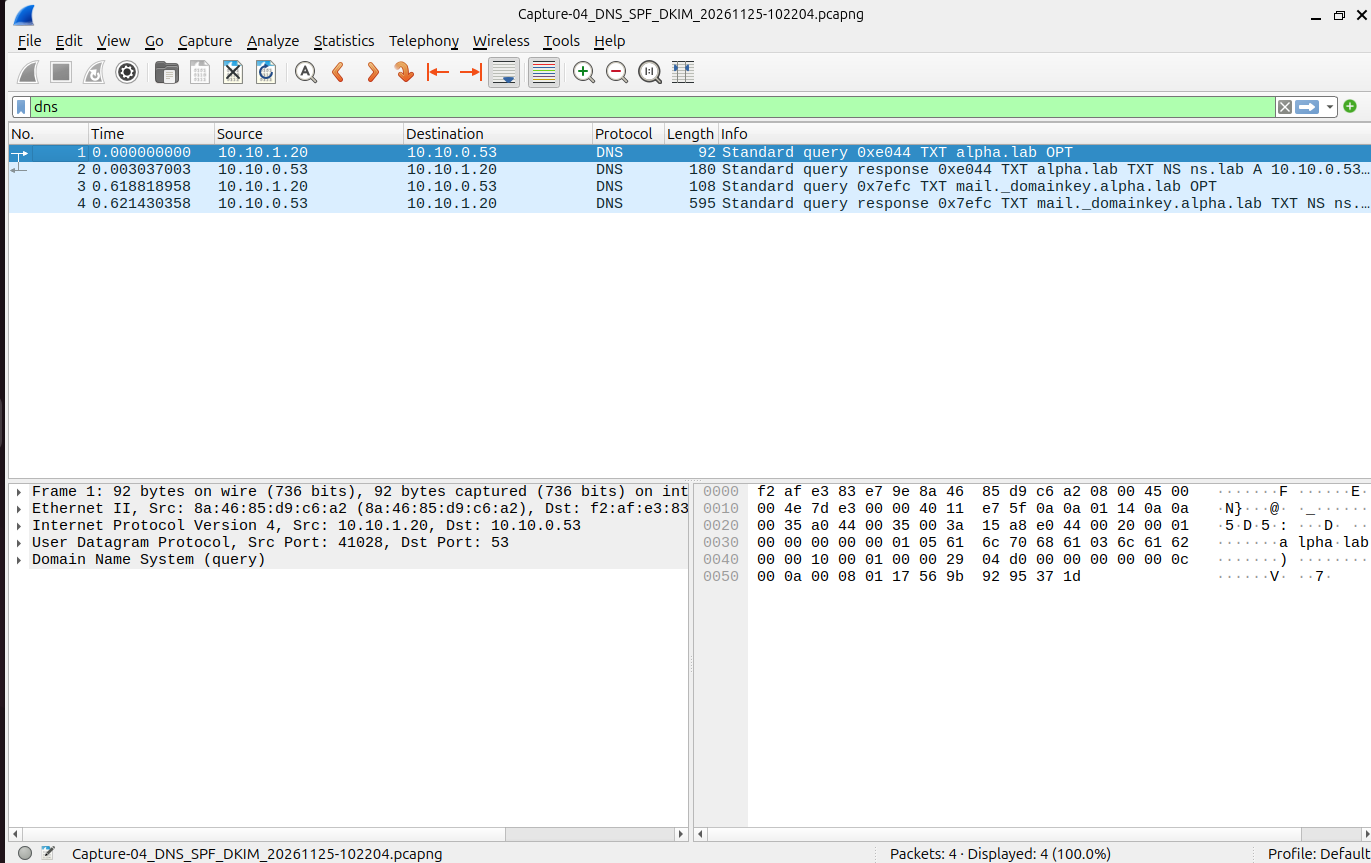 Capture-04_DNS_SPF_DKIM_20261125-102204.pcapng
File Edit View Go Capture Analyze Statistics Telephony Wireless Tools Help
dns
No. Time Source Destination Protocol Length Info
1 0.000000000 10.10.1.20 10.10.0.53 DNS 92 Standard query 0xe044 TXT alpha.lab OPT
2 0.003037003 10.10.0.53 10.10.1.20 DNS 180 Standard query response 0xe044 TXT alpha.lab TXT NS ns.lab A 10.10.0.53…
3 0.618818958 10.10.1.20 10.10.0.53 DNS 108 Standard query 0x7efc TXT mail._domainkey.alpha.lab OPT
4 0.621430358 10.10.0.53 10.10.1.20 DNS 595 Standard query response 0x7efc TXT mail._domainkey.alpha.lab TXT NS ns.…
Frame 1: 92 bytes on wire (736 bits), 92 bytes captured (736 bits) on int
Ethernet II, Src: 8a:46:85:d9:c6:a2 (8a:46:85:d9:c6:a2), Dst: f2:af:e3:83
Internet Protocol Version 4, Src: 10.10.1.20, Dst: 10.10.0.53
User Datagram Protocol, Src Port: 41028, Dst Port: 53
Domain Name System (query)
0000 f2 af e3 83 e7 9e 8a 46 85 d9 c6 a2 08 00 45 00 ·······F ······E·
0010 00 4e 7d e3 00 00 40 11 e7 5f 0a 0a 01 14 0a 0a ·N}···@· ·_······
0020 00 35 a0 44 00 35 00 3a 15 a8 e0 44 00 20 00 01 ·5·D·5·: ···D· ··
0030 00 00 00 00 00 01 05 61 6c 70 68 61 03 6c 61 62 ·······a lpha·lab
0040 00 00 10 00 01 00 00 29 04 d0 00 00 00 00 00 0c ·······) ········
0050 00 0a 00 08 01 17 56 9b 92 95 37 1d ······V· ··7·
Capture-04_DNS_SPF_DKIM_20261125-102204.pcapng
Packets: 4 · Displayed: 4 (100.0%)
Profile: Default